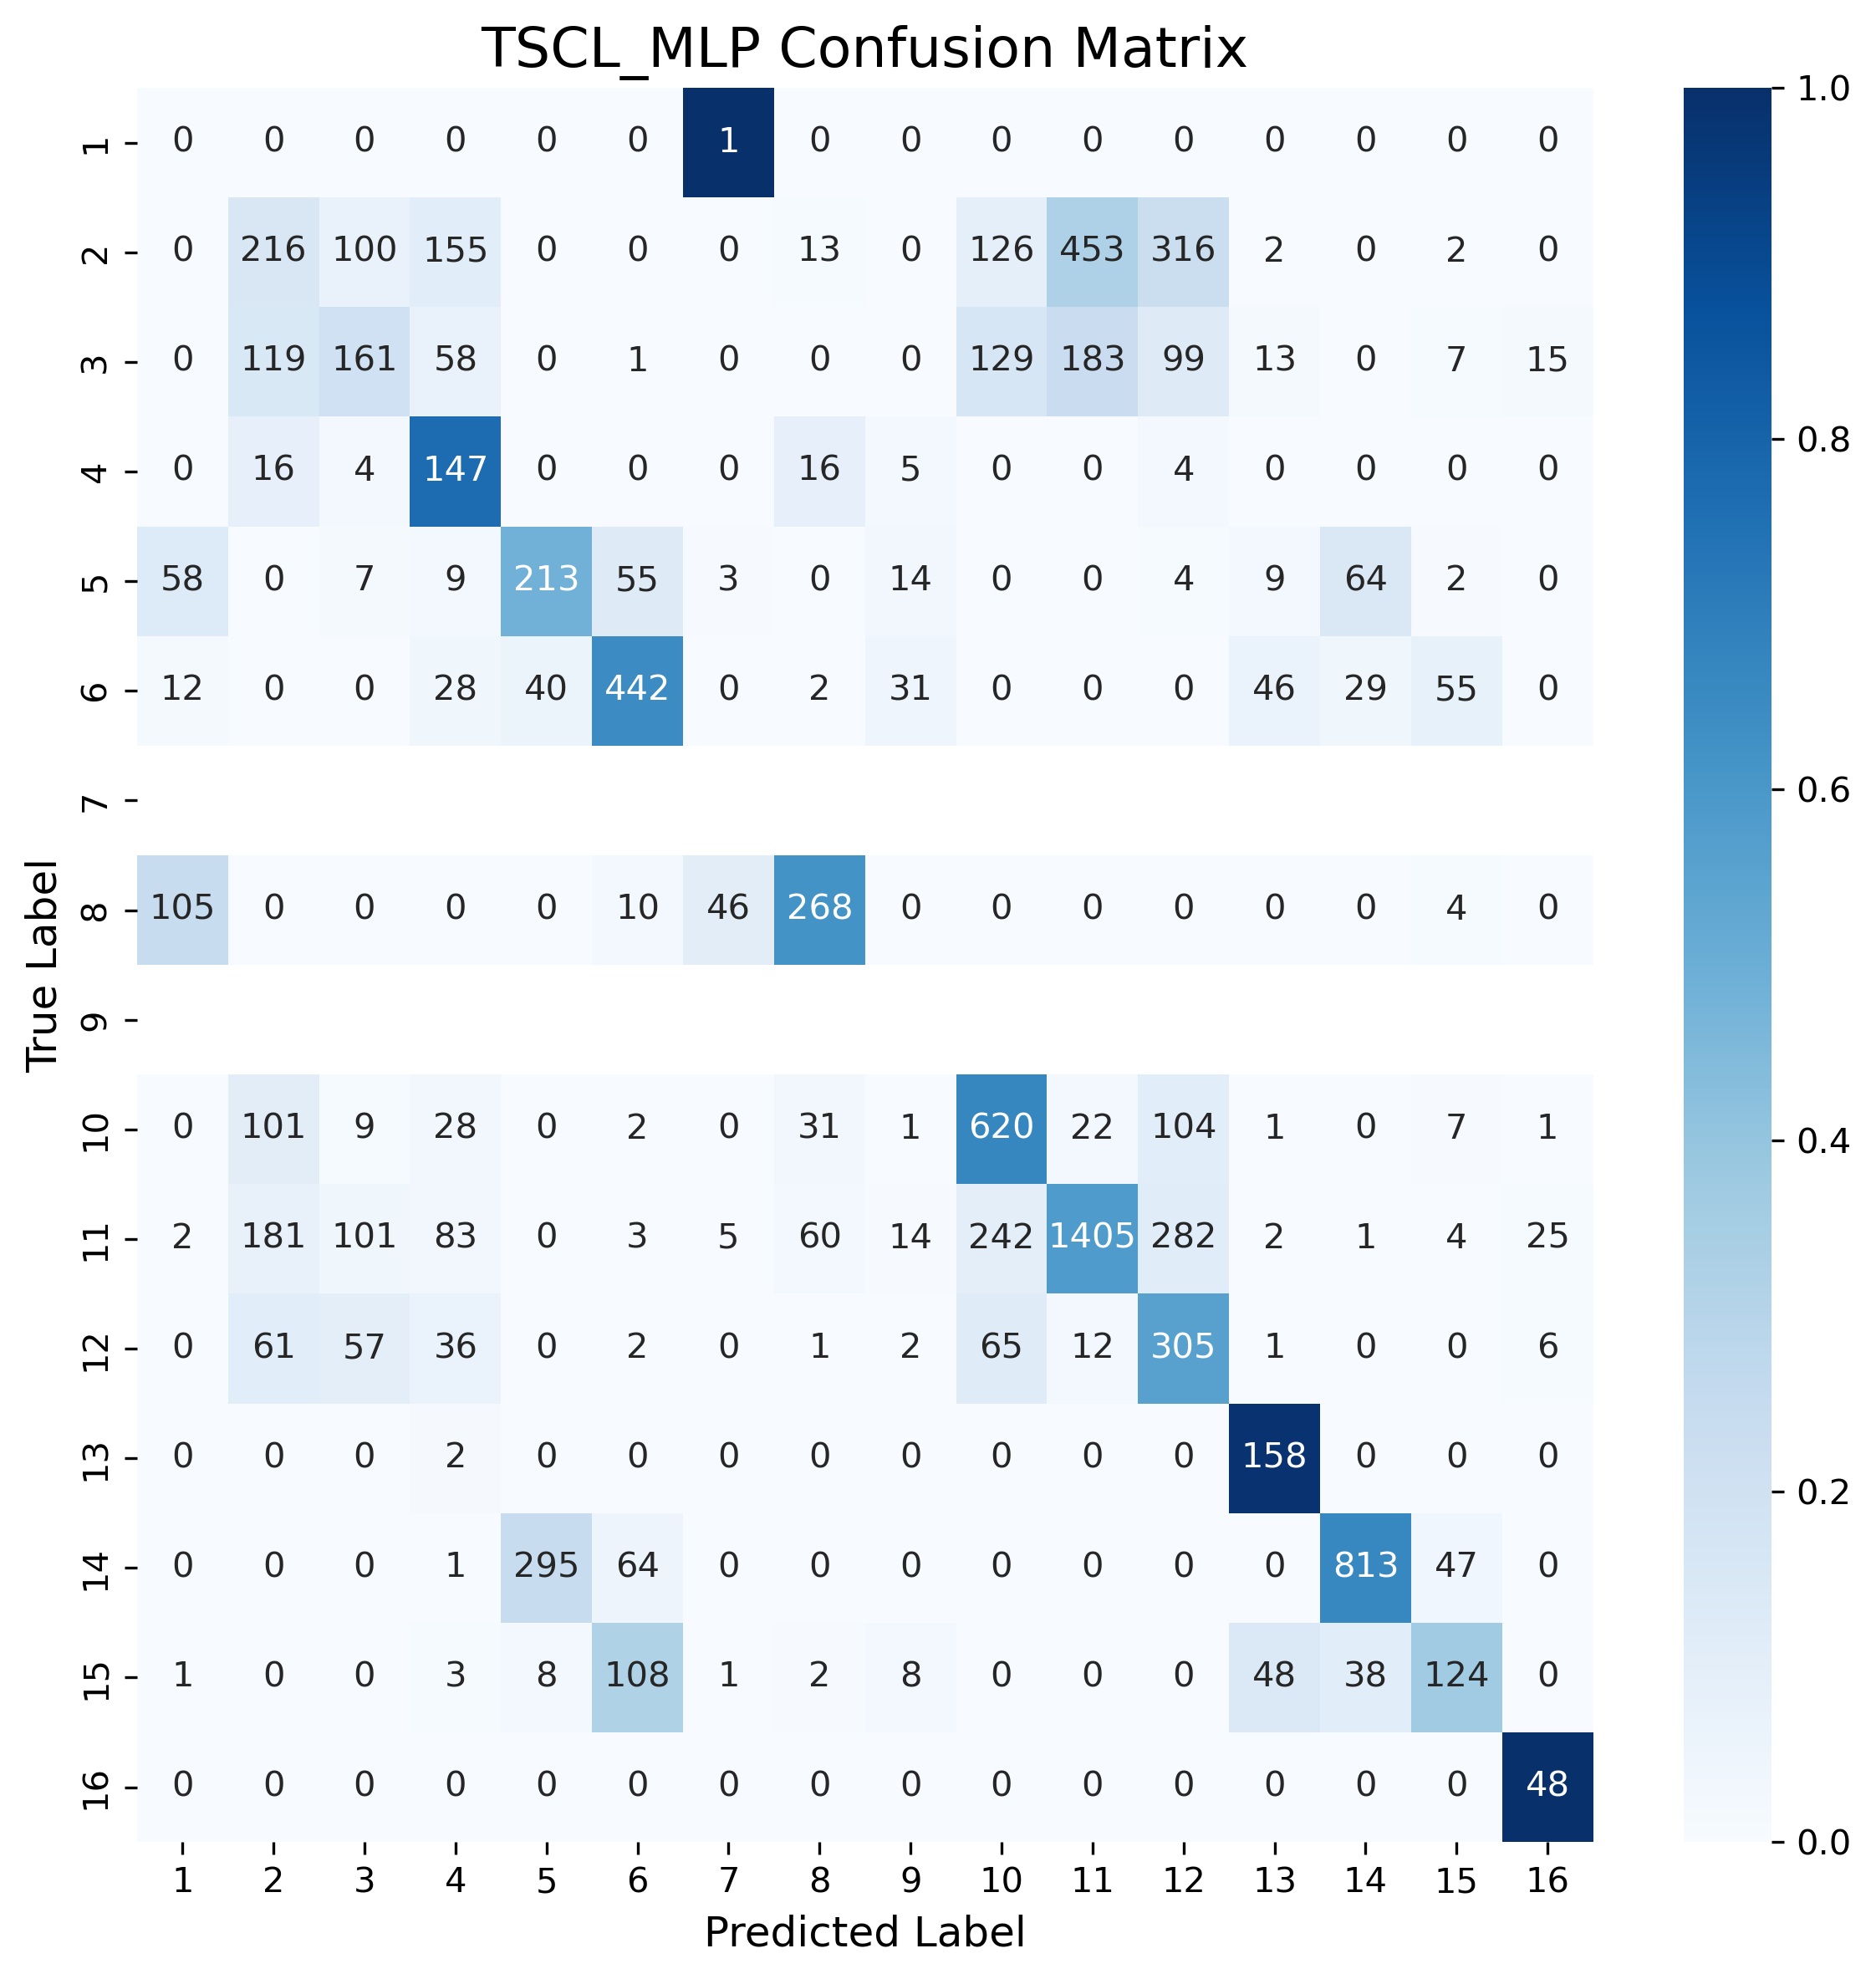 TSCL_MLP Confusion Matrix
1 0 0 0 0 0 0 1 0 0 0 0 0 0 0 0 0
2 0 216 100 155 0 0 0 13 0 126 453 316 2 0 2 0
3 0 119 161 58 0 1 0 0 0 129 183 99 13 0 7 15
4 0 16 4 147 0 0 0 16 5 0 0 4 0 0 0 0
5 58 0 7 9 213 55 3 0 14 0 0 4 9 64 2 0
6 12 0 0 28 40 442 0 2 31 0 0 0 46 29 55 0
7
8 105 0 0 0 0 10 46 268 0 0 0 0 0 0 4 0
9
10 0 101 9 28 0 2 0 31 1 620 22 104 1 0 7 1
11 2 181 101 83 0 3 5 60 14 242 1405 282 2 1 4 25
12 0 61 57 36 0 2 0 1 2 65 12 305 1 0 0 6
13 0 0 0 2 0 0 0 0 0 0 0 0 158 0 0 0
14 0 0 0 1 295 64 0 0 0 0 0 0 0 813 47 0
15 1 0 0 3 8 108 1 2 8 0 0 0 48 38 124 0
16 0 0 0 0 0 0 0 0 0 0 0 0 0 0 0 48
1 2 3 4 5 6 7 8 9 10 11 12 13 14 15 16
Predicted Label
True Label
1.0
0.8
0.6
0.4
0.2
0.0